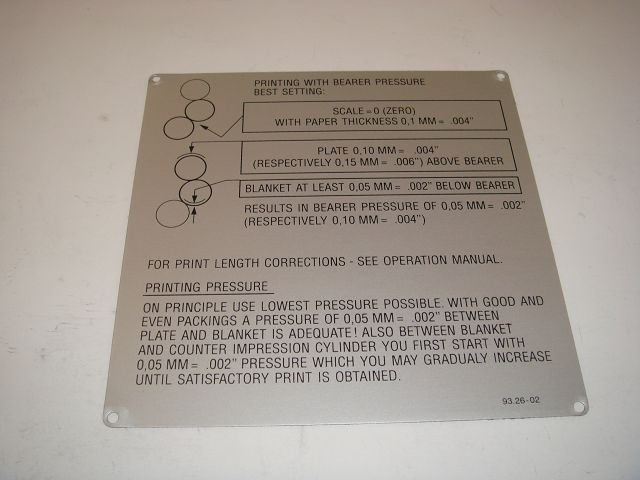 PRINTING WITH BEARER PRESSURE
BEST SETTING:
SCALE = 0 (ZERO)
WITH PAPER THICKNESS 0,1 MM = .004"
PLATE 0,10 MM = .004"
(RESPECTIVELY 0,15 MM = .006") ABOVE BEARER
BLANKET AT LEAST 0,05 MM = .002" BELOW BEARER
RESULTS IN BEARER PRESSURE OF 0,05 MM = .002"
(RESPECTIVELY 0,10 MM = .004")
FOR PRINT LENGTH CORRECTIONS - SEE OPERATION MANUAL.
PRINTING PRESSURE
ON PRINCIPLE USE LOWEST PRESSURE POSSIBLE. WITH GOOD AND
EVEN PACKINGS A PRESSURE OF 0,05 MM = .002" BETWEEN
PLATE AND BLANKET IS ADEQUATE! ALSO BETWEEN BLANKET
AND COUNTER IMPRESSION CYLINDER YOU FIRST START WITH
0,05 MM = .002" PRESSURE WHICH YOU MAY GRADUALY INCREASE
UNTIL SATISFACTORY PRINT IS OBTAINED.
93.26-02